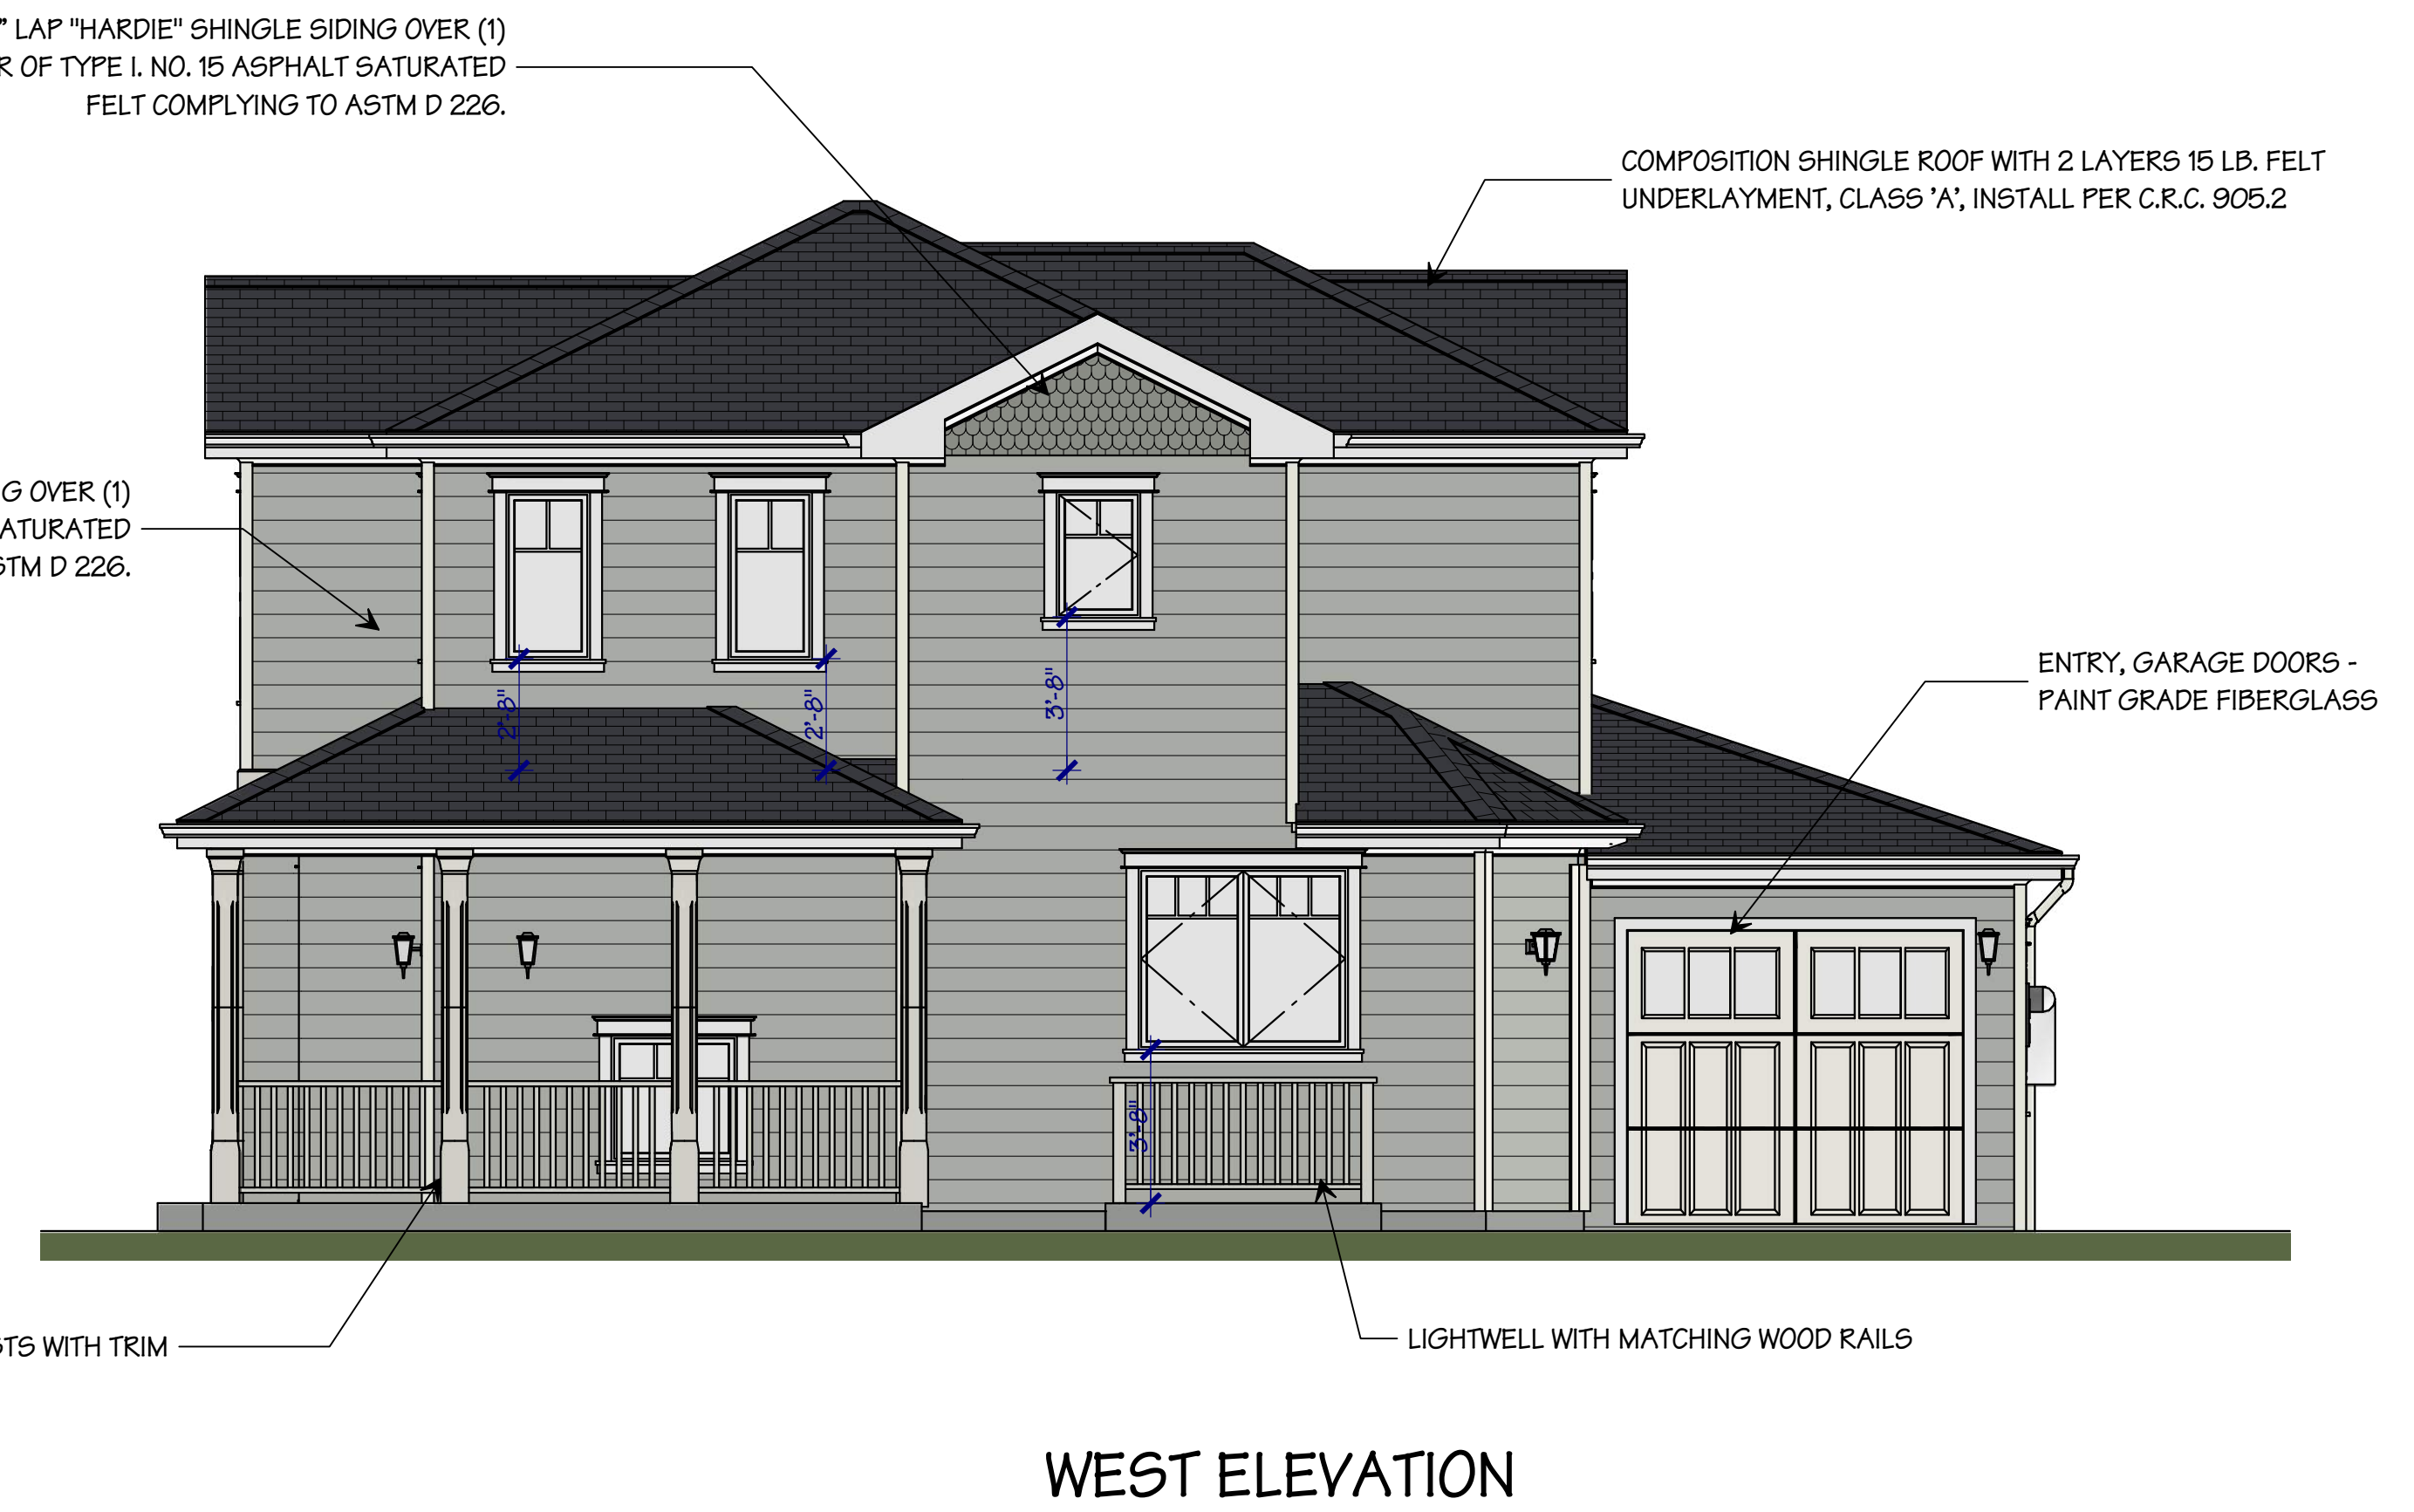 " LAP "HARDIE" SHINGLE SIDING OVER (1)
R OF TYPE I. NO. 15 ASPHALT SATURATED
FELT COMPLYING TO ASTM D 226.
COMPOSITION SHINGLE ROOF WITH 2 LAYERS 15 LB. FELT
UNDERLAYMENT, CLASS 'A', INSTALL PER C.R.C. 905.2
G OVER (1)
ATURATED
STM D 226.
ENTRY, GARAGE DOORS -
PAINT GRADE FIBERGLASS
2'-8"
2'-8"
3'-8"
3'-8"
STS WITH TRIM
LIGHTWELL WITH MATCHING WOOD RAILS
WEST ELEVATION